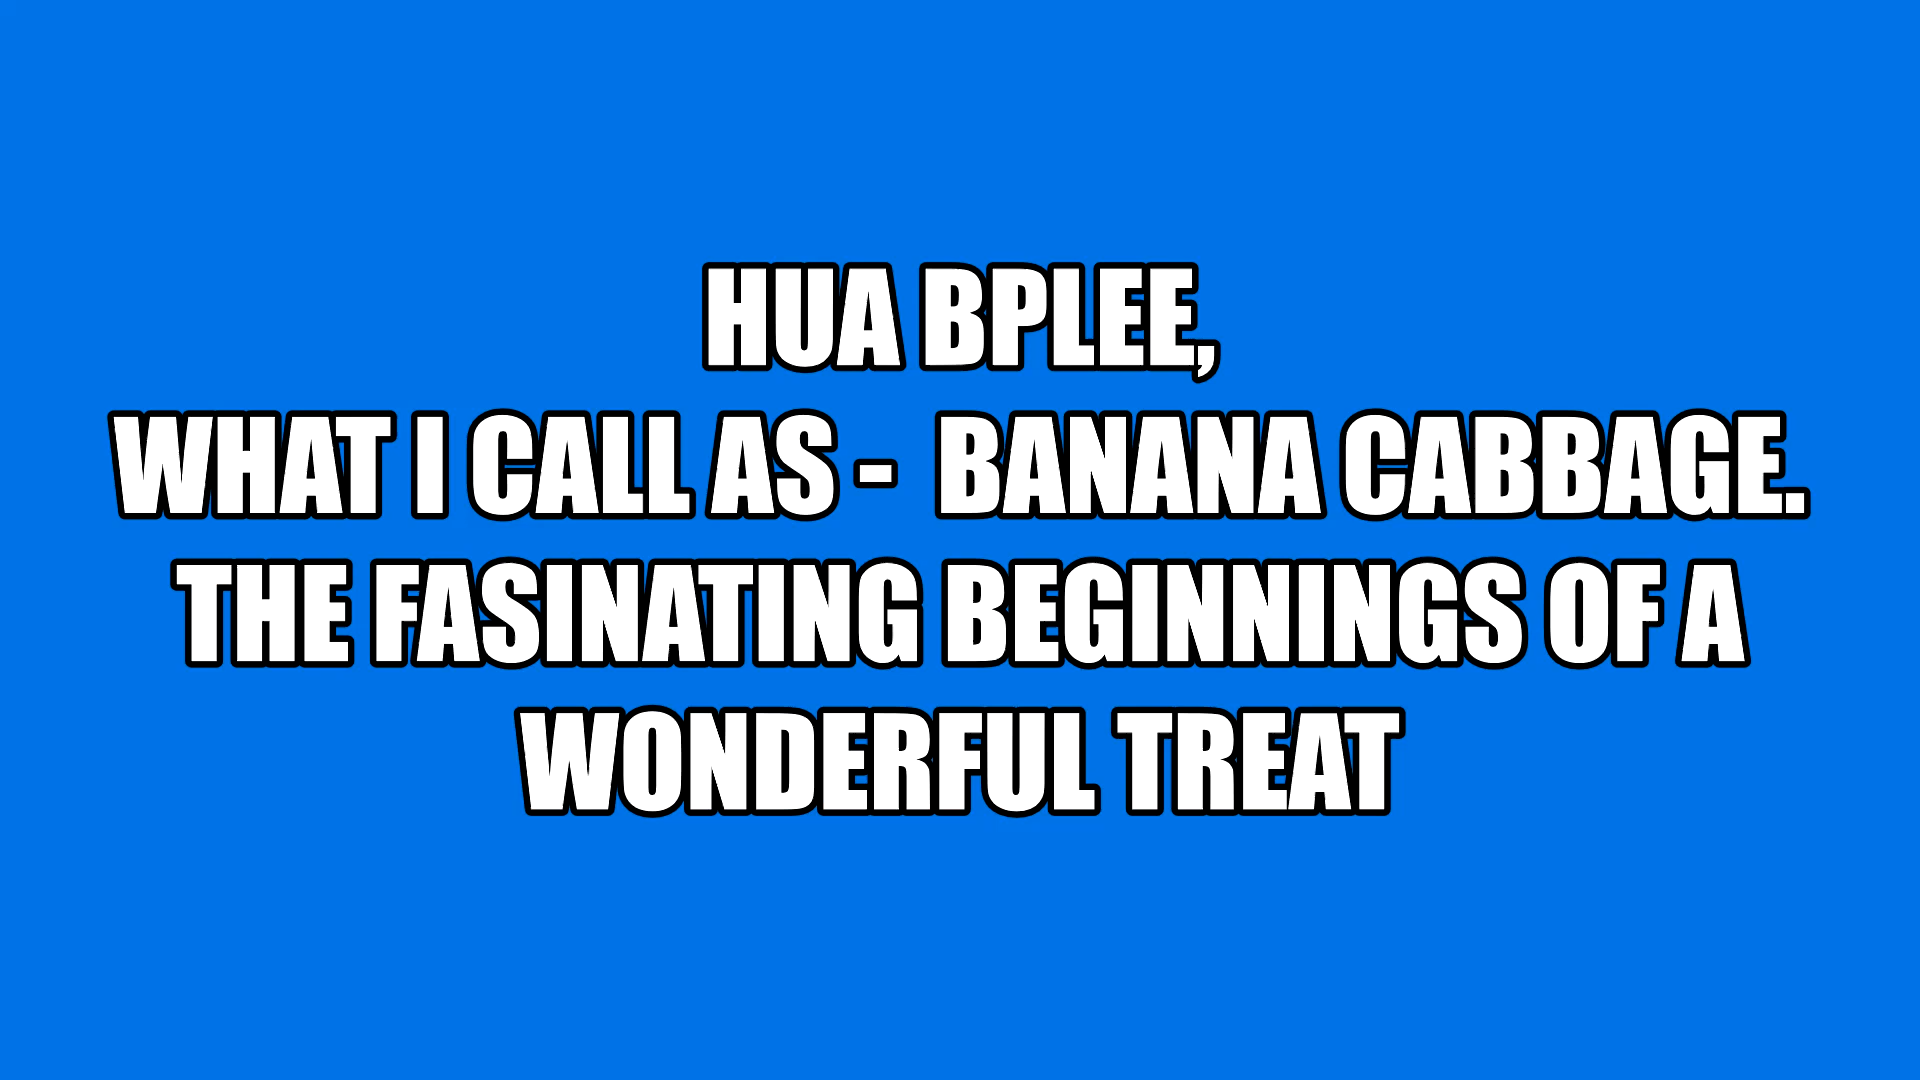 HUA BPLEE,
WHAT I CALL AS -  BANANA CABBAGE.
THE FASINATING BEGINNINGS OF A
WONDERFUL TREAT